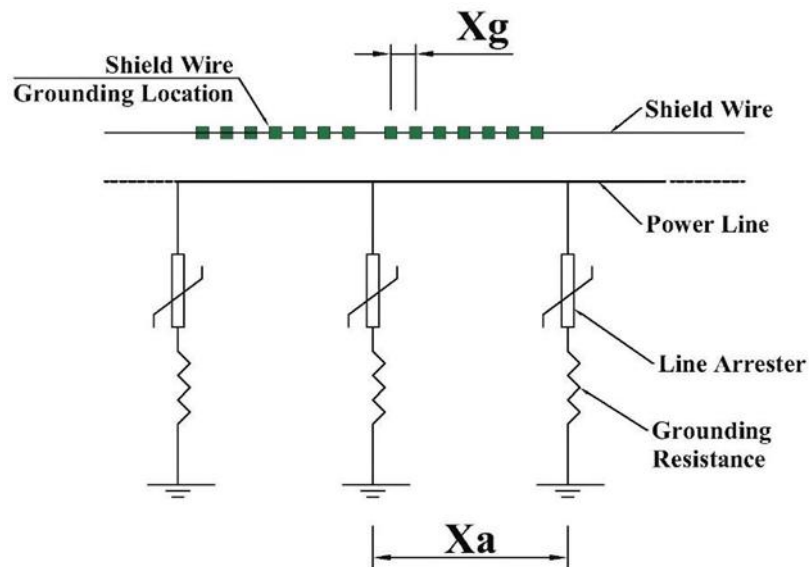 Xg
Shield Wire
Grounding Location
Shield Wire
Power Line
Line Arrester
Grounding
Resistance
Xa